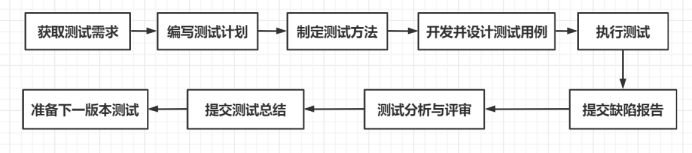 获取测试需求
编写测试计划
制定测试方法
开发并设计测试用例
执行测试
提交缺陷报告
测试分析与评审
提交测试总结
准备下一版本测试